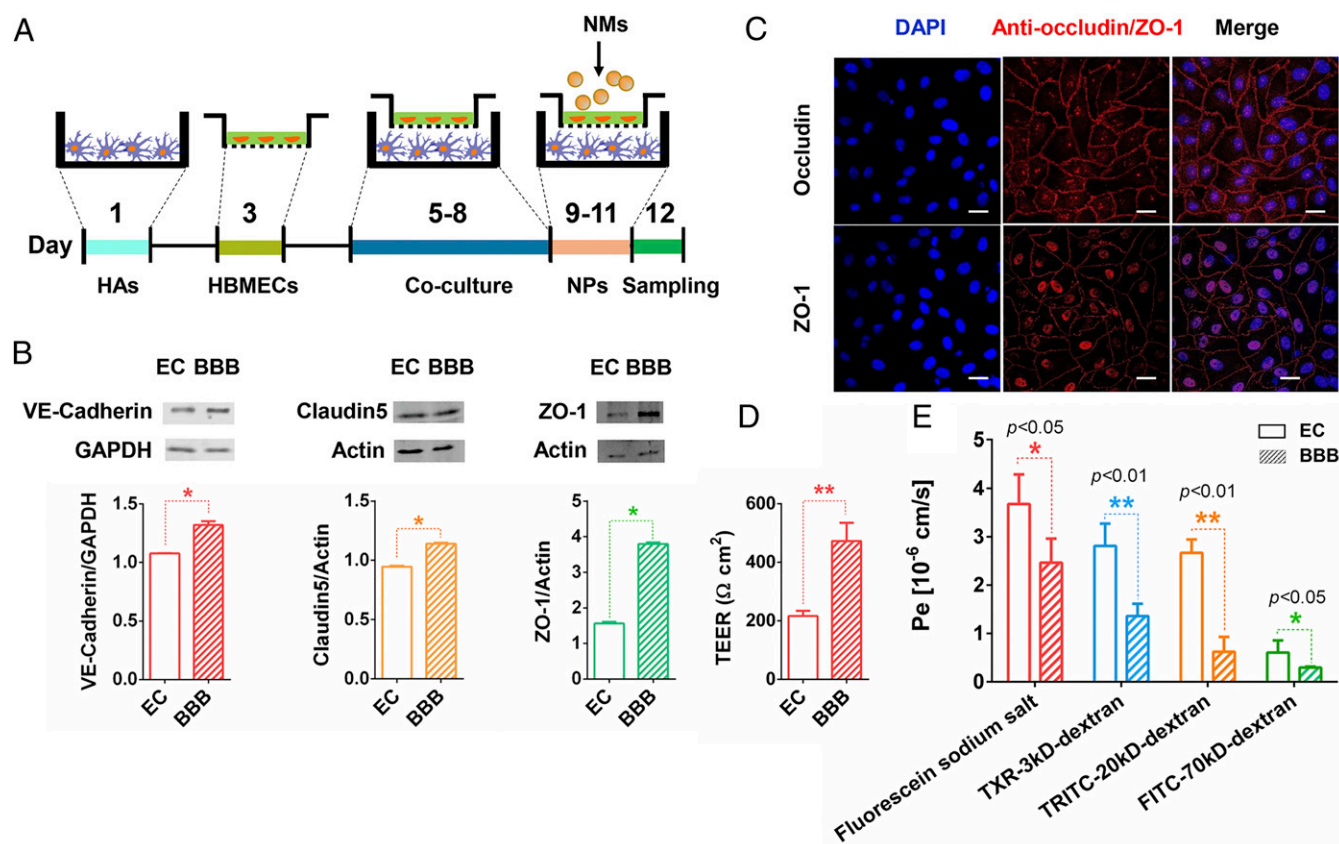 A
NMs
1
3
5-8
9-11
12
Day
HAs
HBMECs
Co-culture
NPs
Sampling
B
EC BBB
VE-Cadherin
GAPDH
EC BBB
Claudin5
Actin
EC BBB
ZO-1
Actin
VE-Cadherin/GAPDH
1.5
1.0
0.5
0.0
*
EC
BBB
Claudin5/Actin
1.5
1.0
0.5
0.0
*
EC
BBB
ZO-1/Actin
5
4
3
2
1
0
*
EC
BBB
C
DAPI
Anti-occludin/ZO-1
Merge
Occludin
ZO-1
D
TEER (Ω cm²)
600
400
200
0
**
EC
BBB
E
Pe [10⁻⁶ cm/s]
5
4
3
2
1
0
EC
BBB
p<0.05
*
p<0.01
**
p<0.01
**
p<0.05
*
Fluorescein sodium salt
TXR-3kD-dextran
TRITC-20kD-dextran
FITC-70kD-dextran